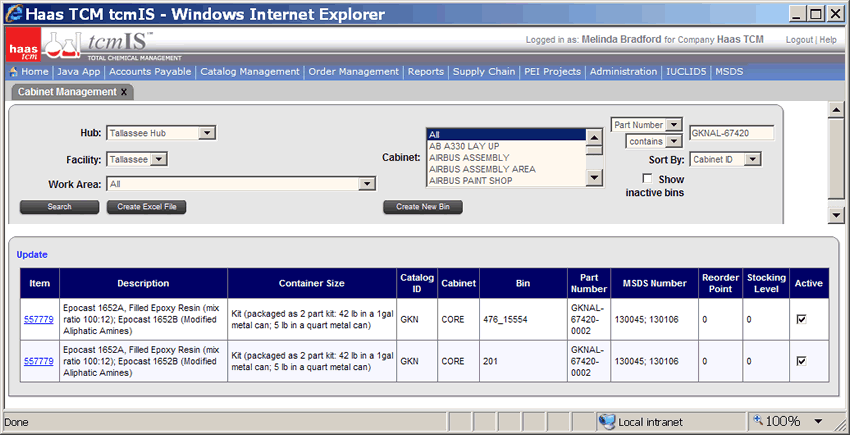 Haas TCM tcmIS - Windows Internet Explorer
haas tcm
tcmIS™
TOTAL CHEMICAL MANAGEMENT
Logged in as: Melinda Bradford for Company Haas TCM
Logout | Help
Home | Java App | Accounts Payable | Catalog Management | Order Management | Reports | Supply Chain | PEI Projects | Administration | IUCLID5 | MSDS
Cabinet Management X
Hub: Tallassee Hub
Facility: Tallassee
Work Area: All
Cabinet:
All
AB A330 LAY UP
AIRBUS ASSEMBLY
AIRBUS ASSEMBLY AREA
AIRBUS PAINT SHOP
Part Number
contains
GKNAL-67420
Sort By: Cabinet ID
Show
inactive bins
Search
Create Excel File
Create New Bin
Update
Item Description Container Size Catalog ID Cabinet Bin Part Number MSDS Number Reorder Point Stocking Level Active
557779
Epocast 1652A, Filled Epoxy Resin (mix
ratio 100:12); Epocast 1652B (Modified
Aliphatic Amines)
Kit (packaged as 2 part kit: 42 lb in a 1gal
metal can; 5 lb in a quart metal can)
GKN
CORE
476_15554
GKNAL-
67420-
0002
130045; 130106
0
0
557779
Epocast 1652A, Filled Epoxy Resin (mix
ratio 100:12); Epocast 1652B (Modified
Aliphatic Amines)
Kit (packaged as 2 part kit: 42 lb in a 1gal
metal can; 5 lb in a quart metal can)
GKN
CORE
201
GKNAL-
67420-
0002
130045; 130106
0
0
Done
Local intranet
100%